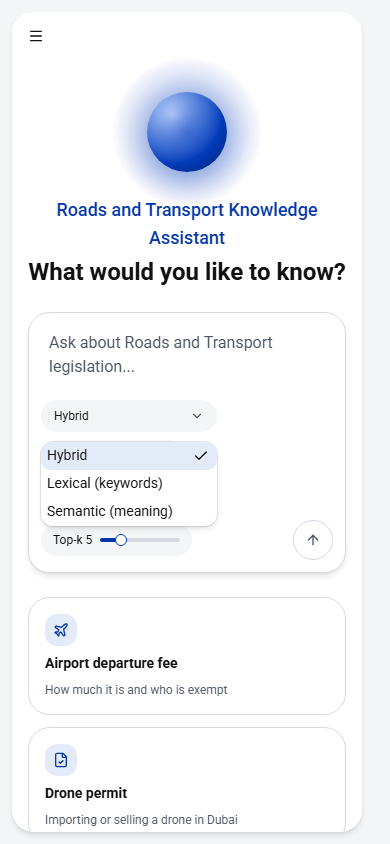 Roads and Transport Knowledge
Assistant
What would you like to know?
Ask about Roads and Transport
legislation...
Hybrid
Hybrid
Lexical (keywords)
Semantic (meaning)
Top-k 5
Airport departure fee
How much it is and who is exempt
Drone permit
Importing or selling a drone in Dubai